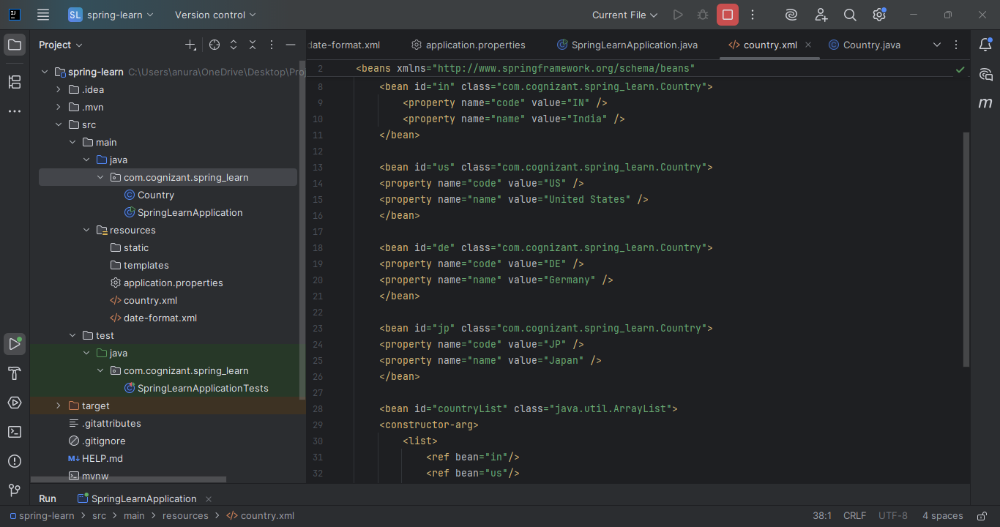 SL spring-learn Version control Current File
Project
date-format.xml application.properties SpringLearnApplication.java country.xml Country.java
spring-learn C:\Users\anura\OneDrive\Desktop\Pro
.idea
.mvn
src
main
java
com.cognizant.spring_learn
Country
SpringLearnApplication
resources
static
templates
application.properties
country.xml
date-format.xml
test
java
com.cognizant.spring_learn
SpringLearnApplicationTests
target
.gitattributes
.gitignore
M↓ HELP.md
mvnw
2 <beans xmlns="http://www.springframework.org/schema/beans"
8 <bean id="in" class="com.cognizant.spring_learn.Country">
9 <property name="code" value="IN" />
10 <property name="name" value="India" />
11 </bean>
12
13 <bean id="us" class="com.cognizant.spring_learn.Country">
14 <property name="code" value="US" />
15 <property name="name" value="United States" />
16 </bean>
17
18 <bean id="de" class="com.cognizant.spring_learn.Country">
19 <property name="code" value="DE" />
20 <property name="name" value="Germany" />
21 </bean>
22
23 <bean id="jp" class="com.cognizant.spring_learn.Country">
24 <property name="code" value="JP" />
25 <property name="name" value="Japan" />
26 </bean>
27
28 <bean id="countryList" class="java.util.ArrayList">
29 <constructor-arg>
30 <list>
31 <ref bean="in"/>
32 <ref bean="us"/>
m
Run SpringLearnApplication
spring-learn > src > main > resources > country.xml 38:1 CRLF UTF-8 4 spaces